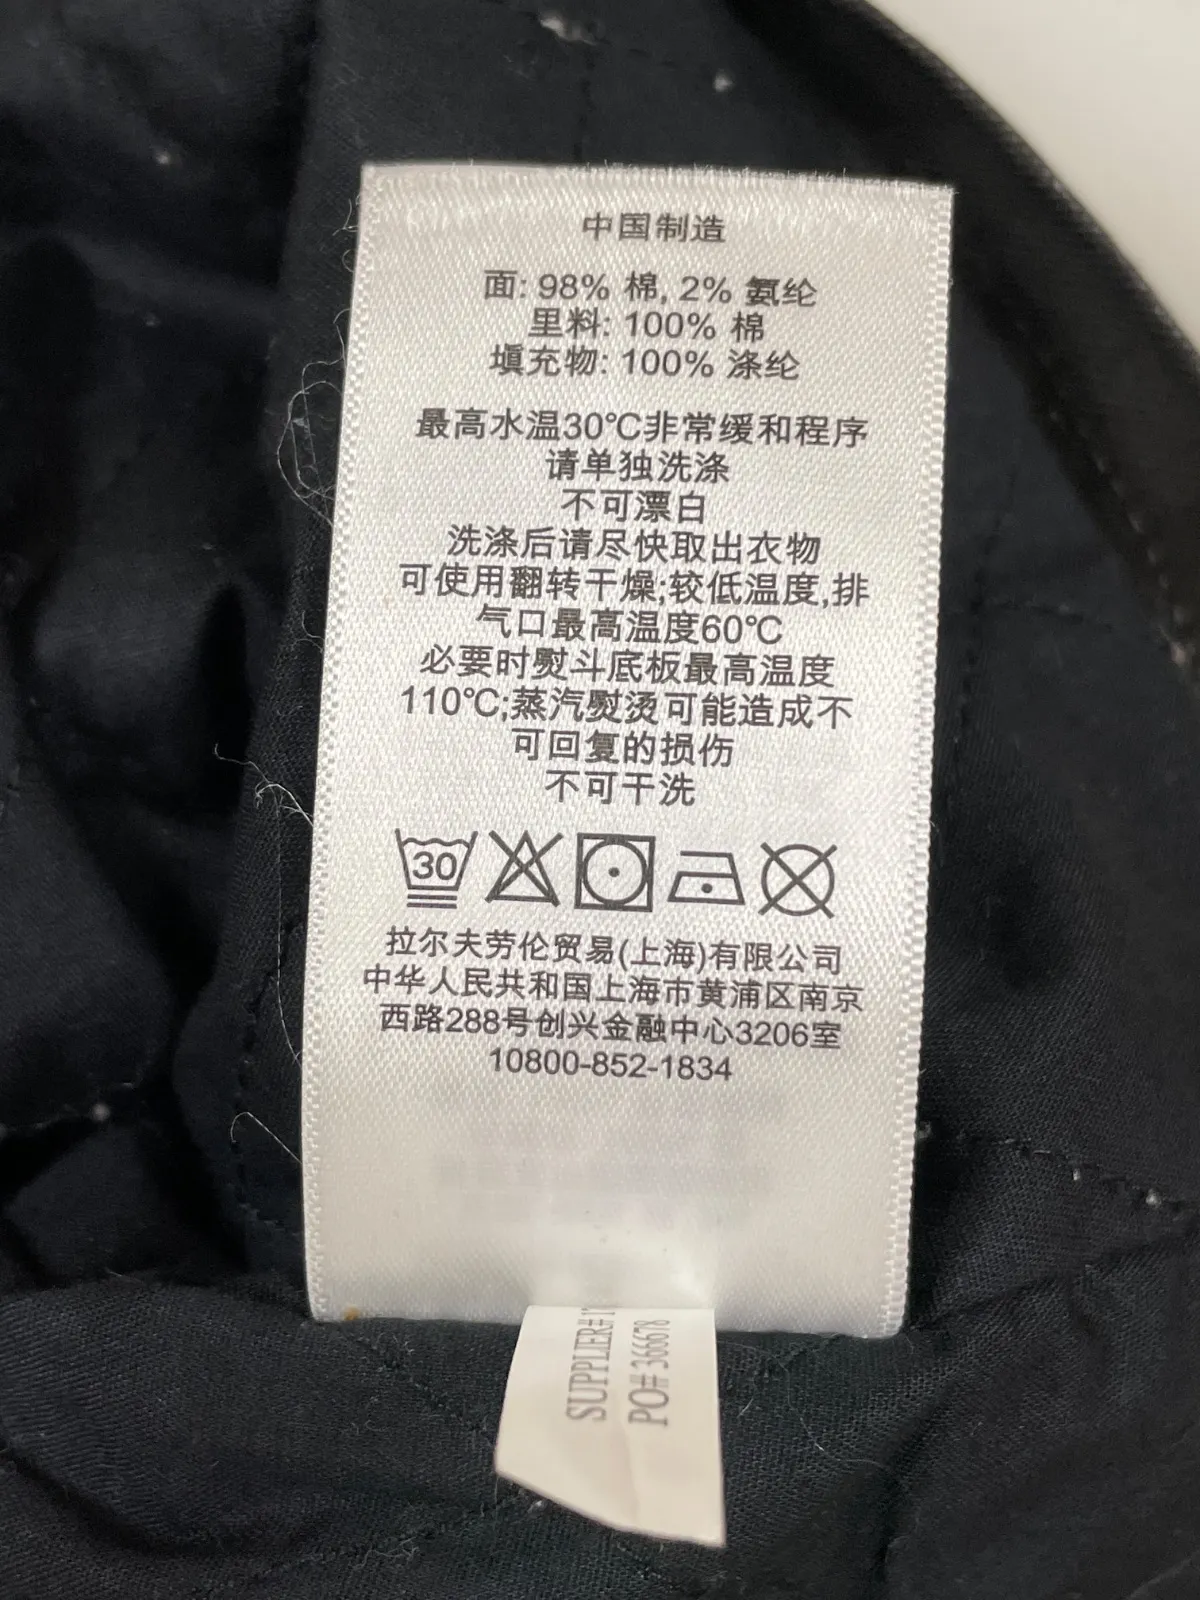 中国制造
面: 98% 棉, 2% 氨纶
里料: 100% 棉
填充物: 100% 涤纶
最高水温30℃非常缓和程序
请单独洗涤
不可漂白
洗涤后请尽快取出衣物
可使用翻转干燥;较低温度,排
气口最高温度60℃
必要时熨斗底板最高温度
110℃;蒸汽熨烫可能造成不
可回复的损伤
不可干洗
30
拉尔夫劳伦贸易(上海)有限公司
中华人民共和国上海市黄浦区南京
西路288号创兴金融中心3206室
10800-852-1834
SUPPLIER#
PO# 366678